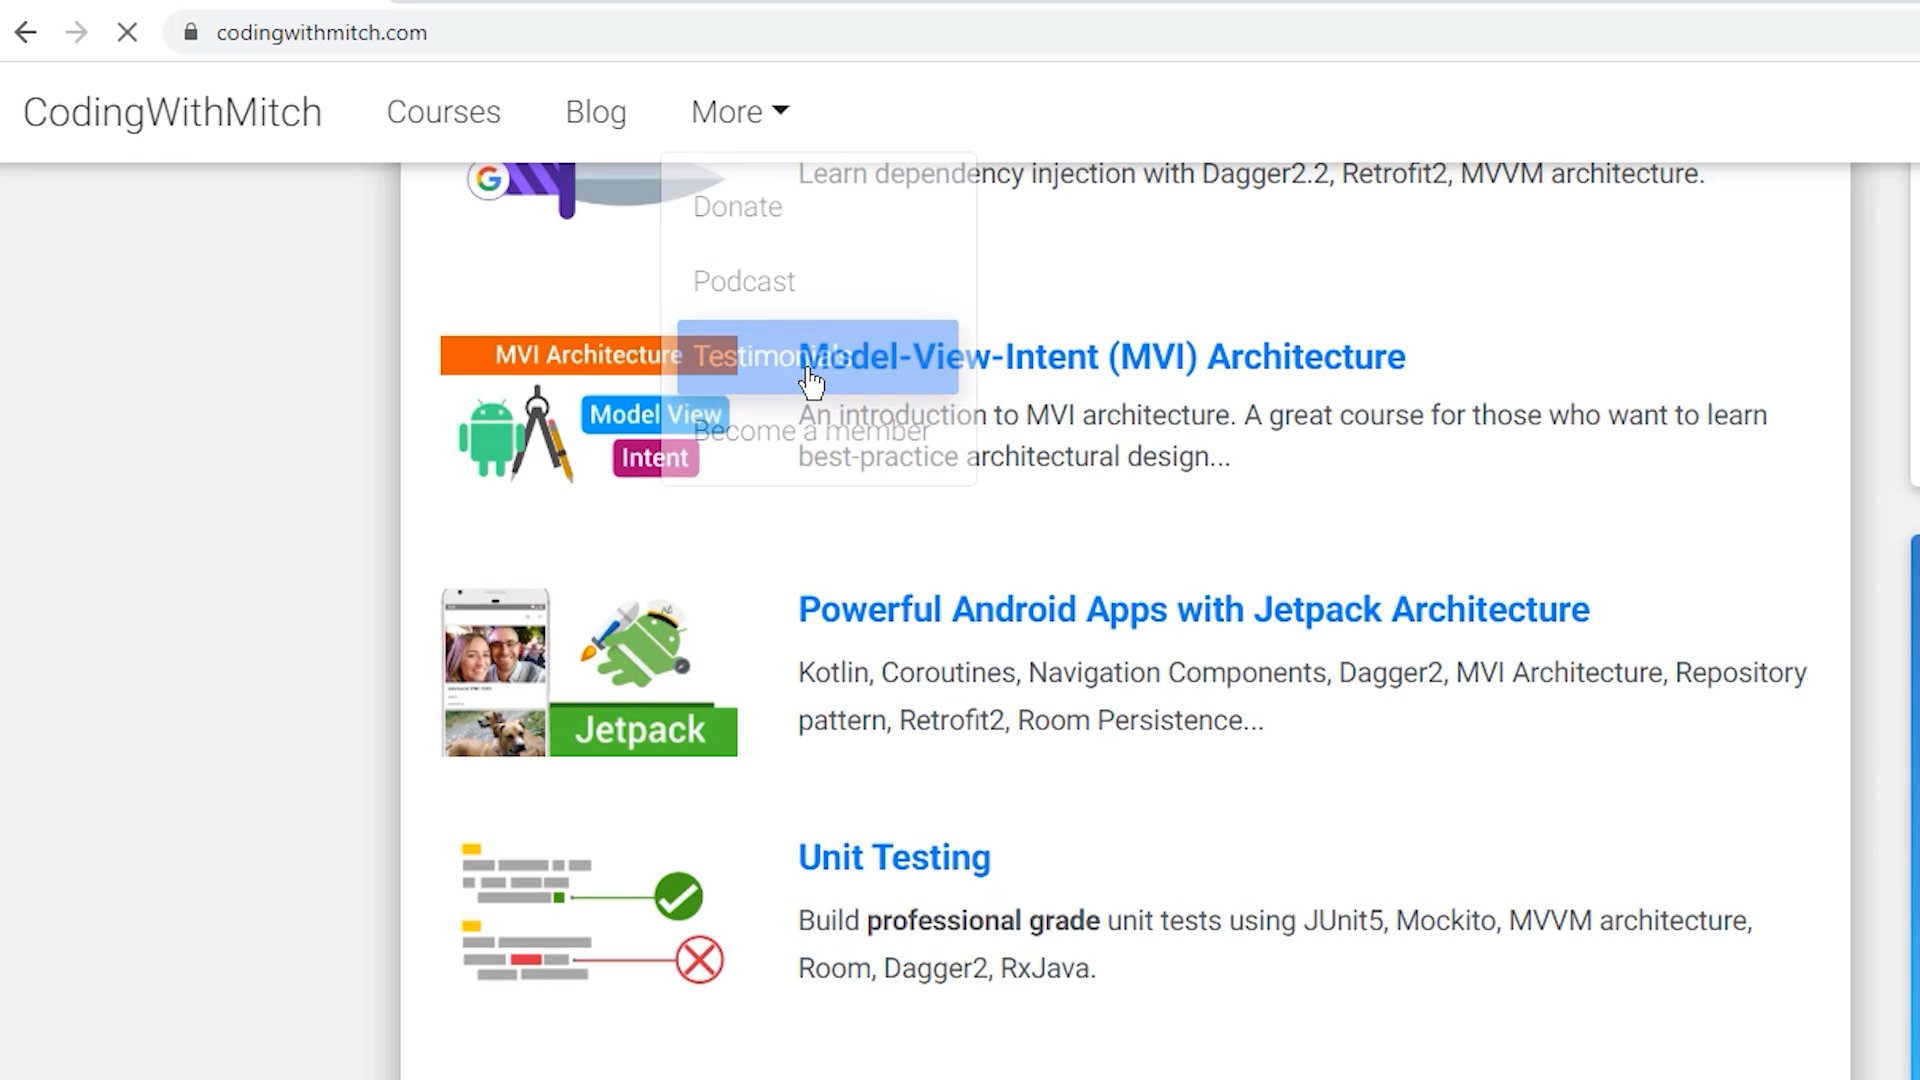 codingwithmitch.com
CodingWithMitch Courses Blog More
Learn dependency injection with Dagger2.2, Retrofit2, MVVM architecture.
Donate
Podcast
Testimonials
Become a member
MVI Architecture
Model View
Intent
Model-View-Intent (MVI) Architecture
An introduction to MVI architecture. A great course for those who want to learn
best-practice architectural design...
Jetpack
Powerful Android Apps with Jetpack Architecture
Kotlin, Coroutines, Navigation Components, Dagger2, MVI Architecture, Repository
pattern, Retrofit2, Room Persistence...
Unit Testing
Build professional grade unit tests using JUnit5, Mockito, MVVM architecture,
Room, Dagger2, RxJava.